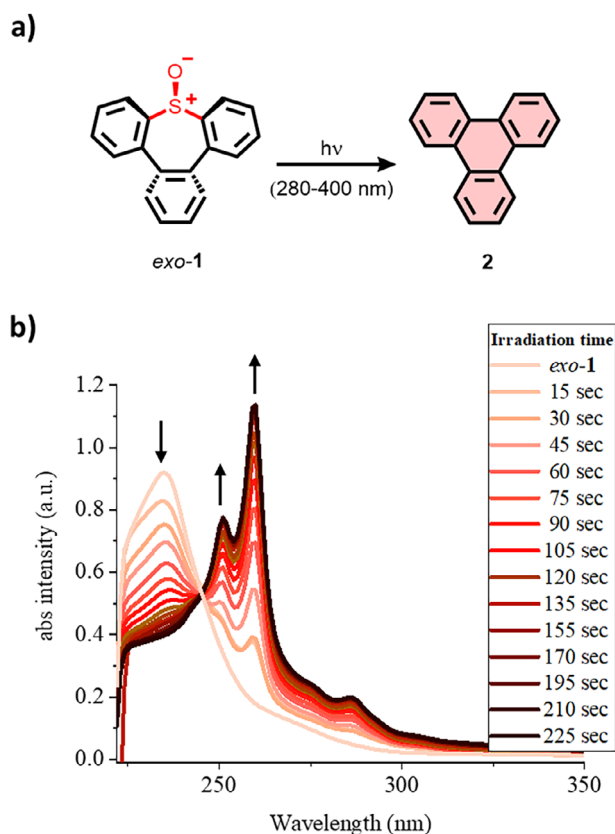 a)
O−
S+
hν
(280-400 nm)
exo-1
2
b)
Irradiation time
exo-1
15 sec
30 sec
45 sec
60 sec
75 sec
90 sec
105 sec
120 sec
135 sec
155 sec
170 sec
195 sec
210 sec
225 sec
abs intensity (a.u.)
1.2
1.0
0.8
0.6
0.4
0.2
0.0
250
300
350
Wavelength (nm)